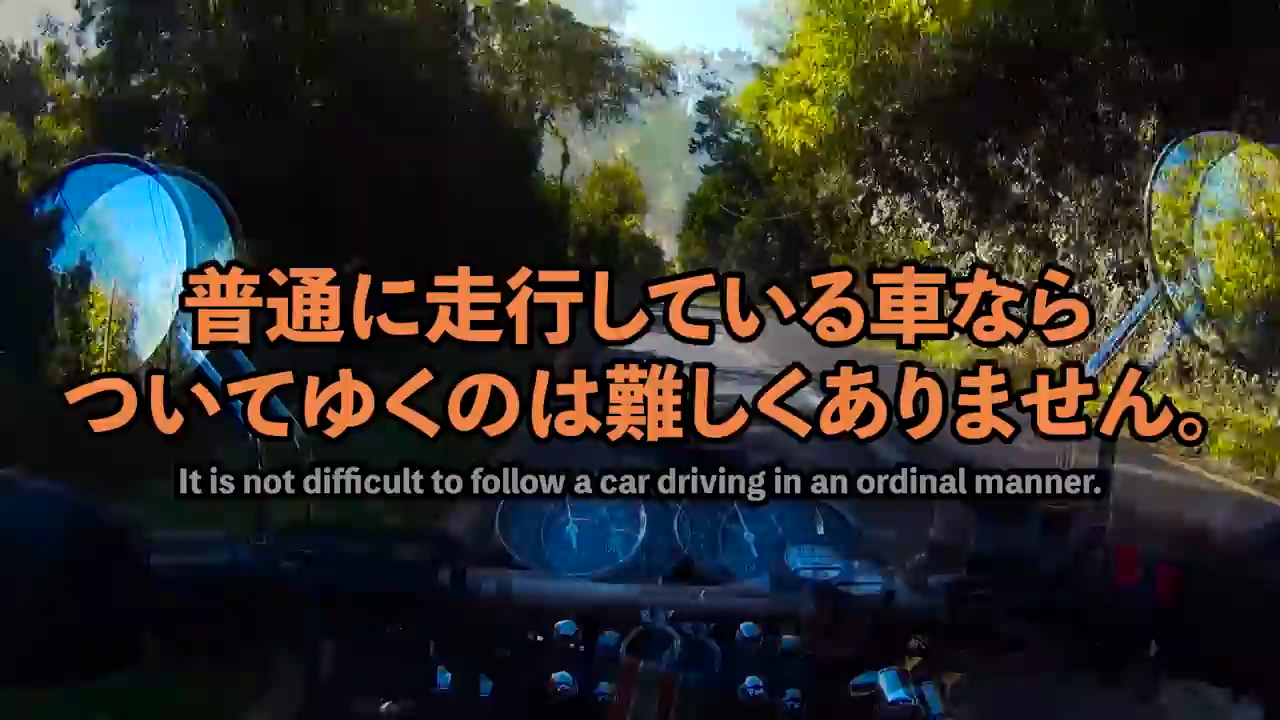 普通に走行している車なら
ついてゆくのは難しくありません。
It is not difficult to follow a car driving in an ordinal manner.